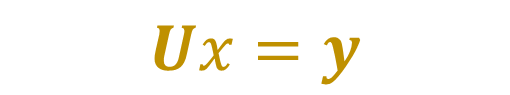 Ux = y